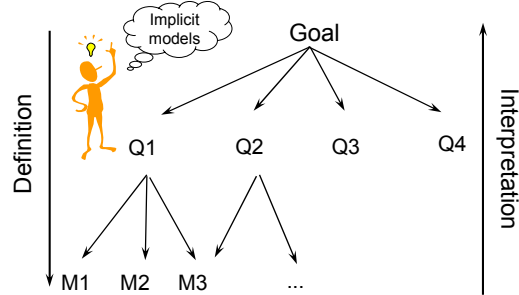 Implicit
models
Goal
Definition
Interpretation
Q1 Q2 Q3 Q4
M1 M2 M3 ...